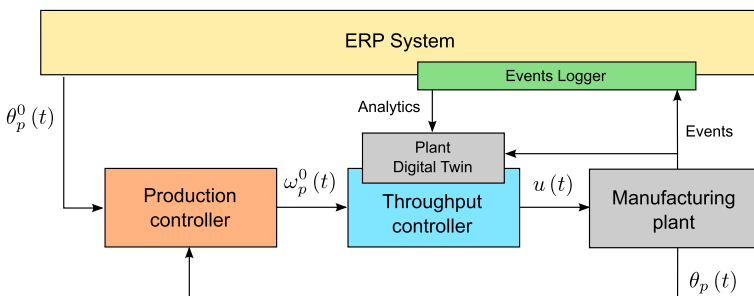 ERP System
Events Logger
Analytics
θ_p^0 (t)
Events
Plant
Digital Twin
Production
controller
ω_p^0 (t)
Throughput
controller
u (t)
Manufacturing
plant
θ_p (t)